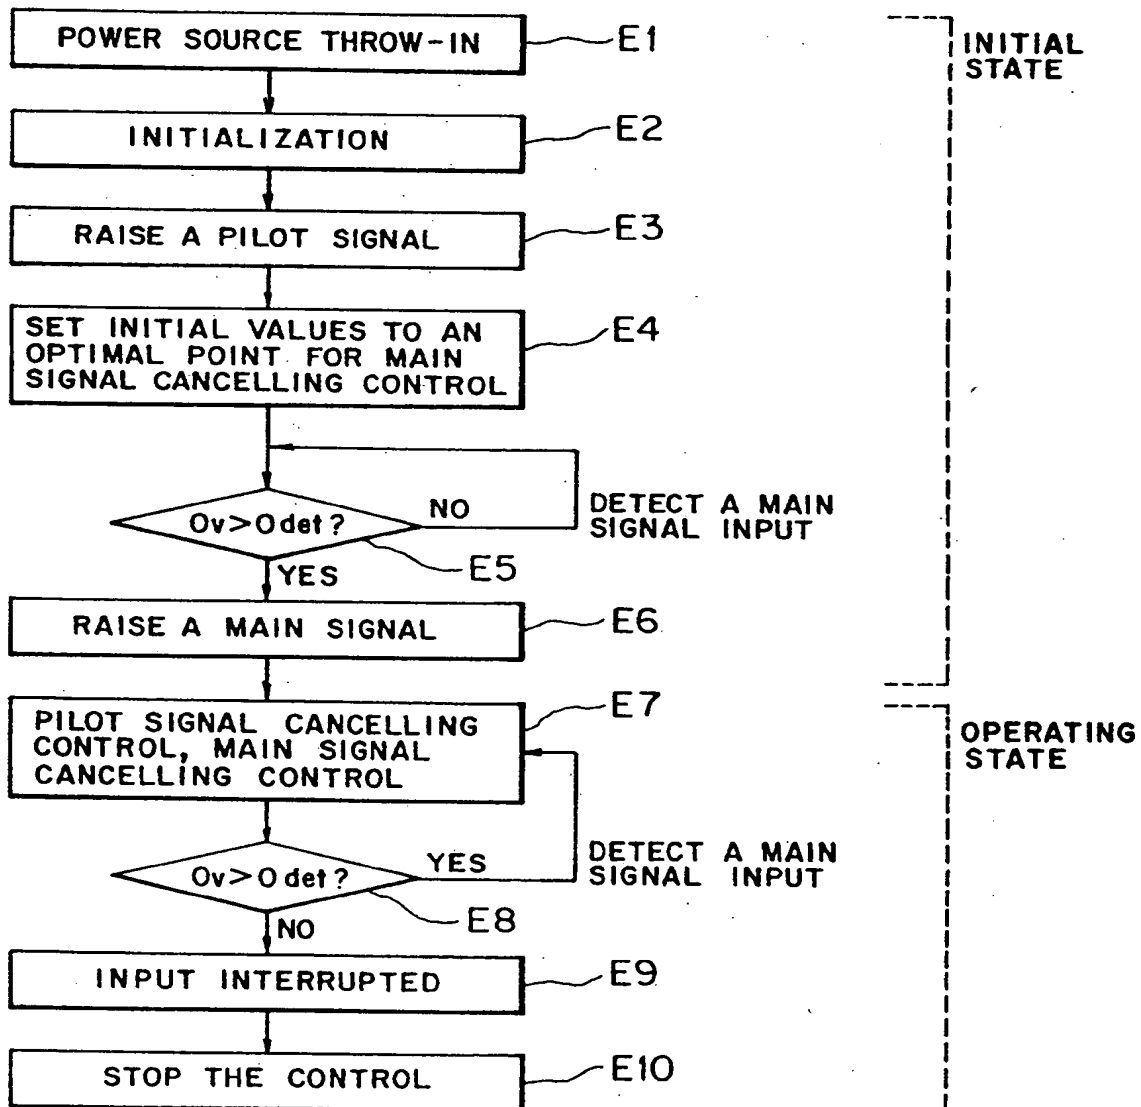 POWER SOURCE THROW-IN
E1
INITIAL
STATE
INITIALIZATION
E2
RAISE A PILOT SIGNAL
E3
SET INITIAL VALUES TO AN
OPTIMAL POINT FOR MAIN
SIGNAL CANCELLING CONTROL
E4
Ov>Odet?
NO
DETECT A MAIN
SIGNAL INPUT
E5
YES
RAISE A MAIN SIGNAL
E6
PILOT SIGNAL CANCELLING
CONTROL, MAIN SIGNAL
CANCELLING CONTROL
E7
OPERATING
STATE
Ov>Odet?
YES
DETECT A MAIN
SIGNAL INPUT
E8
NO
INPUT INTERRUPTED
E9
STOP THE CONTROL
E10